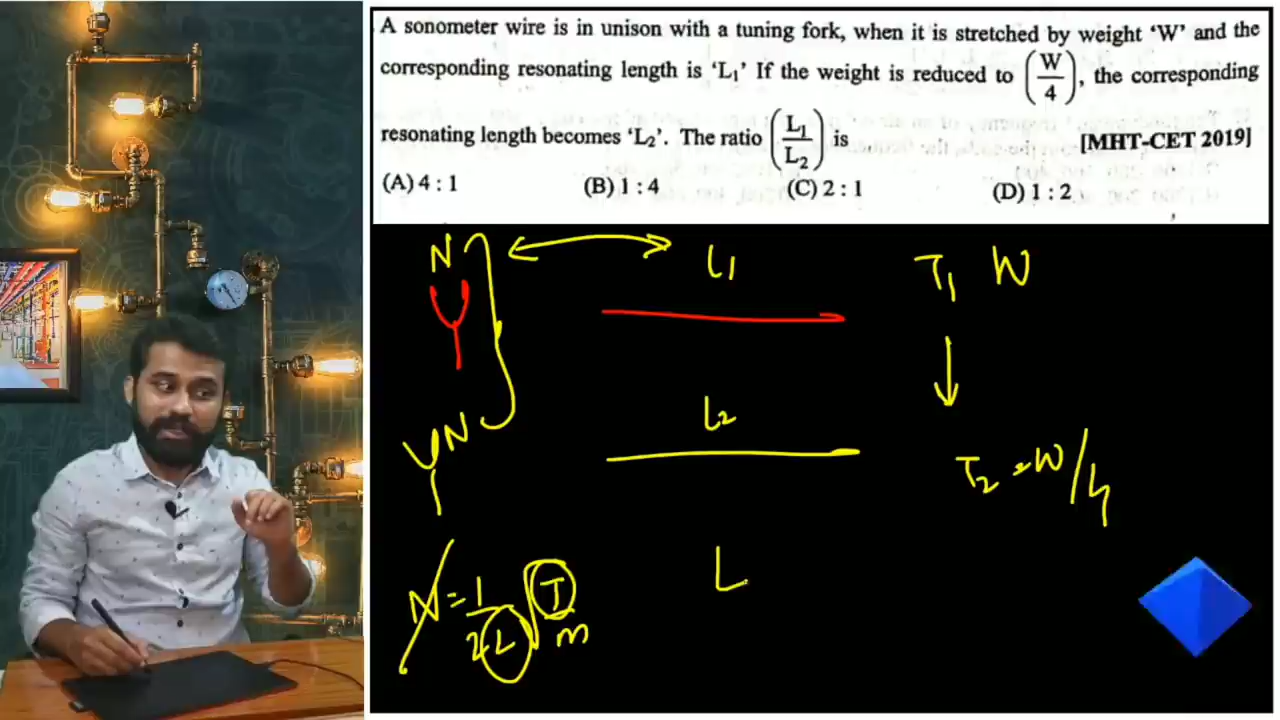 A sonometer wire is in unison with a tuning fork, when it is stretched by weight ‘W’ and the
corresponding resonating length is ‘L₁’ If the weight is reduced to (W/4), the corresponding
resonating length becomes ‘L₂’. The ratio (L₁/L₂) is [MHT-CET 2019]
(A) 4 : 1 (B) 1 : 4 (C) 2 : 1 (D) 1 : 2
N L₁ T₁ W
L₂
N T₂ = W/4
N = 1/2L √T/m L